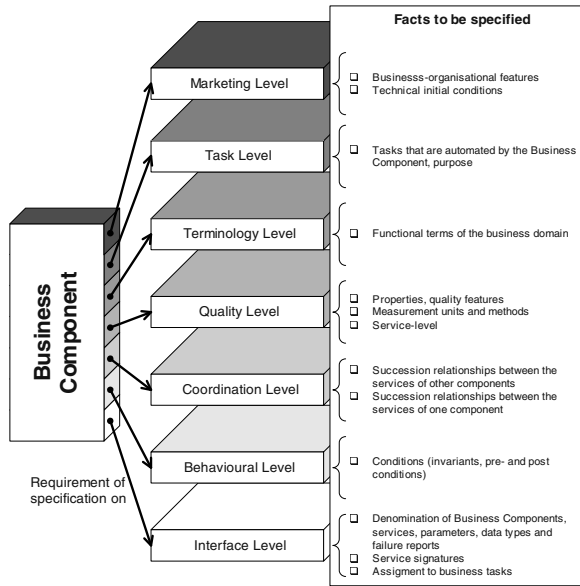 Facts to be specified
Marketing Level
❑ Businesss-organisational features
❑ Technical initial conditions
Task Level
❑ Tasks that are automated by the Business
Component, purpose
Terminology Level
❑ Functional terms of the business domain
Quality Level
❑ Properties, quality features
❑ Measurement units and methods
❑ Service-level
Coordination Level
❑ Succession relationships between the
services of other components
❑ Succession relationships between the
services of one component
Behavioural Level
❑ Conditions (invariants, pre- and post
conditions)
Interface Level
❑ Denomination of Business Components,
services, parameters, data types and
failure reports
❑ Service signatures
❑ Assigment to business tasks
Business
Component
Requirement of
specification on